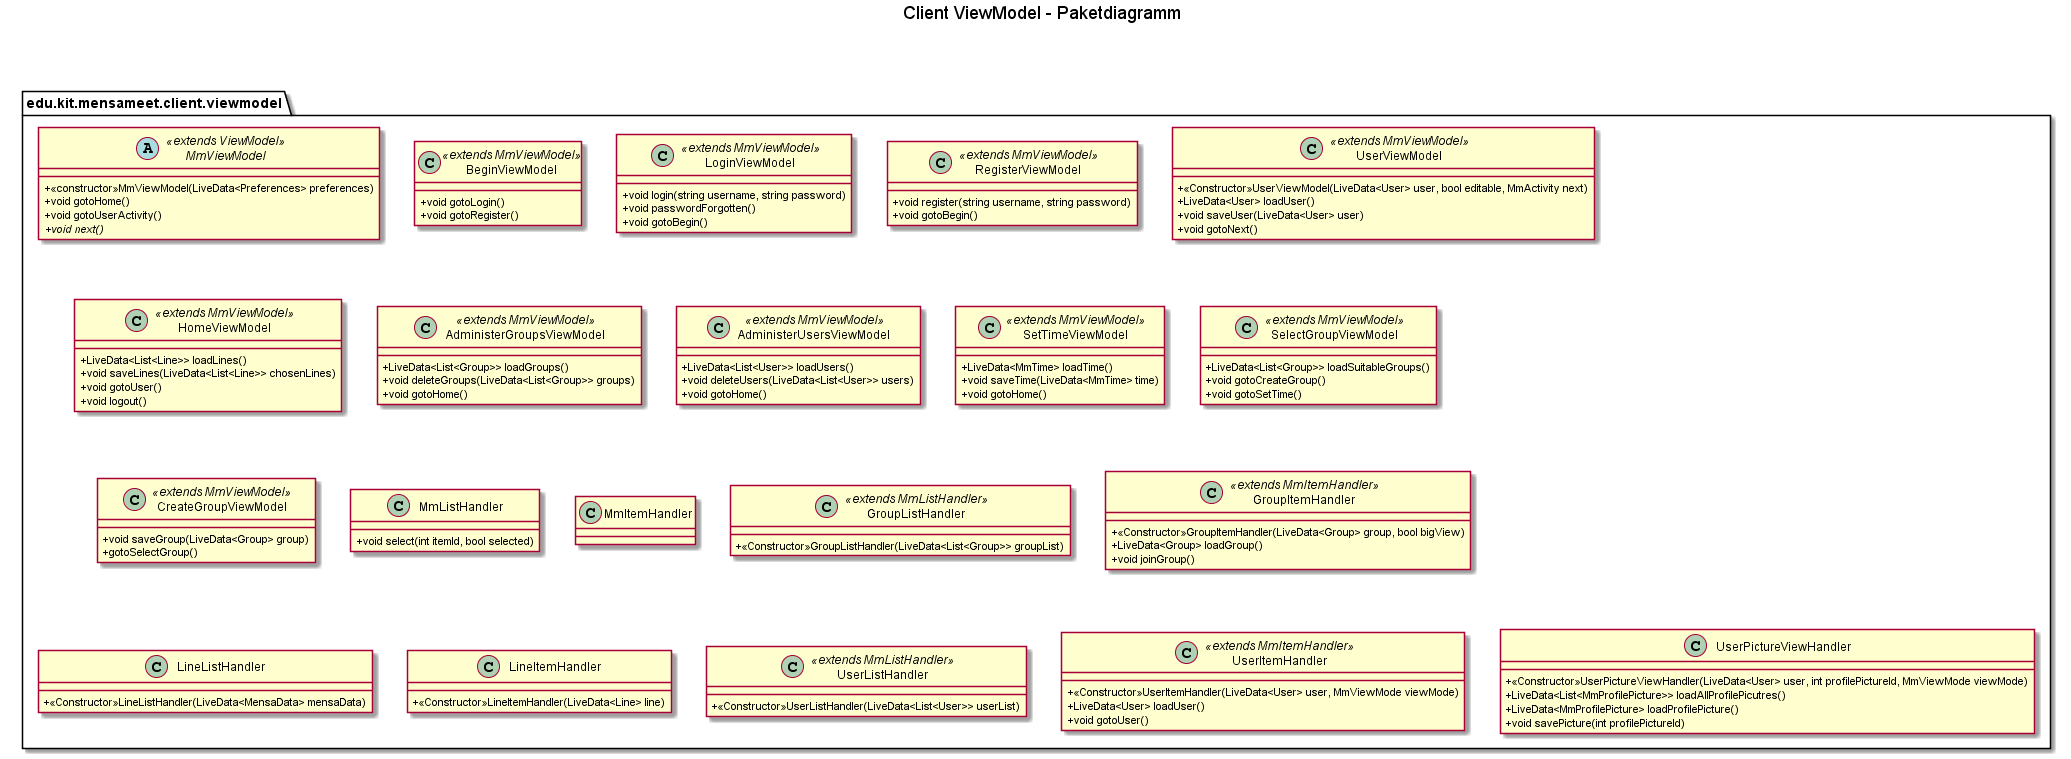 Client ViewModel - Paketdiagramm
edu.kit.mensameet.client.viewmodel
A
«extends ViewModel»
MmViewModel
+«constructor»MmViewModel(LiveData<Preferences> preferences)
+void gotoHome()
+void gotoUserActivity()
+void next()
C
«extends MmViewModel»
BeginViewModel
+void gotoLogin()
+void gotoRegister()
C
«extends MmViewModel»
LoginViewModel
+void login(string username, string password)
+void passwordForgotten()
+void gotoBegin()
C
«extends MmViewModel»
RegisterViewModel
+void register(string username, string password)
+void gotoBegin()
C
«extends MmViewModel»
UserViewModel
+«Constructor»UserViewModel(LiveData<User> user, bool editable, MmActivity next)
+LiveData<User> loadUser()
+void saveUser(LiveData<User> user)
+void gotoNext()
C
«extends MmViewModel»
HomeViewModel
+LiveData<List<Line>> loadLines()
+void saveLines(LiveData<List<Line>> chosenLines)
+void gotoUser()
+void logout()
C
«extends MmViewModel»
AdministerGroupsViewModel
+LiveData<List<Group>> loadGroups()
+void deleteGroups(LiveData<List<Group>> groups)
+void gotoHome()
C
«extends MmViewModel»
AdministerUsersViewModel
+LiveData<List<User>> loadUsers()
+void deleteUsers(LiveData<List<User>> users)
+void gotoHome()
C
«extends MmViewModel»
SetTimeViewModel
+LiveData<MmTime> loadTime()
+void saveTime(LiveData<MmTime> time)
+void gotoHome()
C
«extends MmViewModel»
SelectGroupViewModel
+LiveData<List<Group>> loadSuitableGroups()
+void gotoCreateGroup()
+void gotoSetTime()
C
«extends MmViewModel»
CreateGroupViewModel
+void saveGroup(LiveData<Group> group)
+gotoSelectGroup()
C
MmListHandler
+void select(int itemId, bool selected)
C
MmItemHandler
C
«extends MmListHandler»
GroupListHandler
+«Constructor»GroupListHandler(LiveData<List<Group>> groupList)
C
«extends MmItemHandler»
GroupItemHandler
+«Constructor»GroupItemHandler(LiveData<Group> group, bool bigView)
+LiveData<Group> loadGroup()
+void joinGroup()
C
LineListHandler
+«Constructor»LineListHandler(LiveData<MensaData> mensaData)
C
LineItemHandler
+«Constructor»LineItemHandler(LiveData<Line> line)
C
«extends MmListHandler»
UserListHandler
+«Constructor»UserListHandler(LiveData<List<User>> userList)
C
«extends MmItemHandler»
UserItemHandler
+«Constructor»UserItemHandler(LiveData<User> user, MmViewMode viewMode)
+LiveData<User> loadUser()
+void gotoUser()
C
UserPictureViewHandler
+«Constructor»UserPictureViewHandler(LiveData<User> user, int profilePictureId, MmViewMode viewMode)
+LiveData<List<MmProfilePicture>> loadAllProfilePicutres()
+LiveData<MmProfilePicture> loadProfilePicture()
+void savePicture(int profilePictureId)